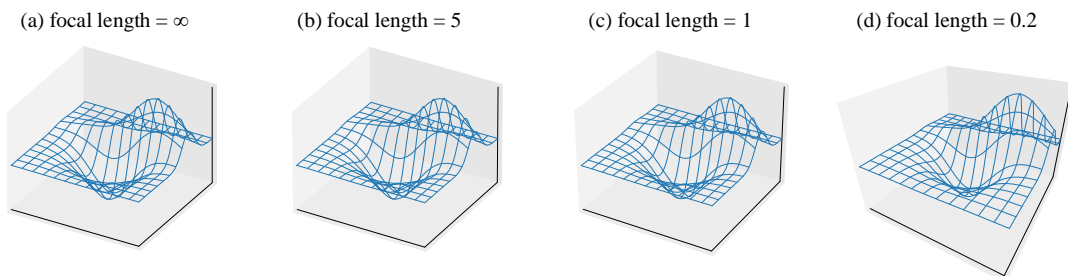 (a) focal length = ∞
(b) focal length = 5
(c) focal length = 1
(d) focal length = 0.2